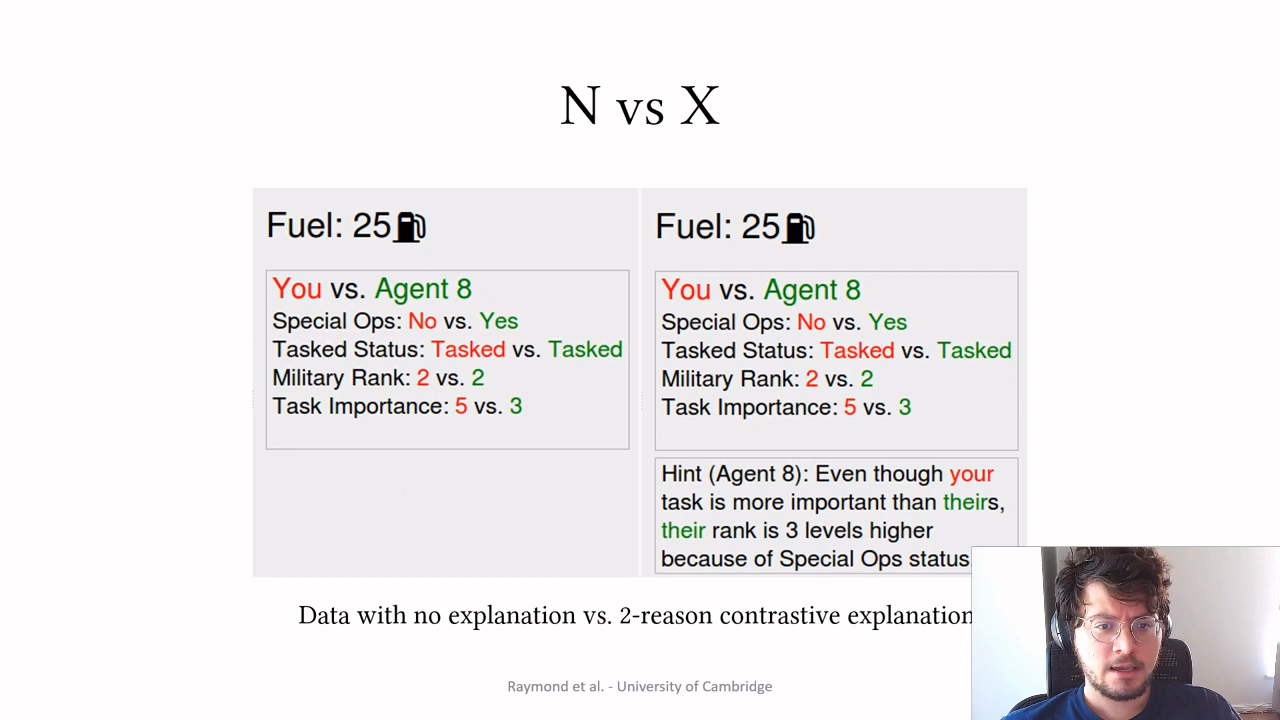 N vs X
Fuel: 25
You vs. Agent 8
Special Ops: No vs. Yes
Tasked Status: Tasked vs. Tasked
Military Rank: 2 vs. 2
Task Importance: 5 vs. 3
Fuel: 25
You vs. Agent 8
Special Ops: No vs. Yes
Tasked Status: Tasked vs. Tasked
Military Rank: 2 vs. 2
Task Importance: 5 vs. 3
Hint (Agent 8): Even though your
task is more important than theirs,
their rank is 3 levels higher
because of Special Ops status
Data with no explanation vs. 2-reason contrastive explanation
Raymond et al. - University of Cambridge